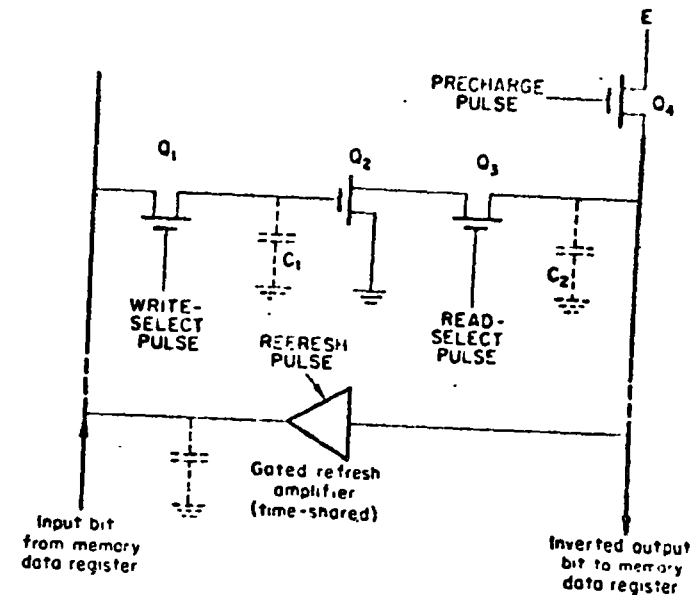 E
PRECHARGE
PULSE
Q4
Q1
Q2
Q3
C1
C2
WRITE-
SELECT
PULSE
REFRESH
PULSE
READ-
SELECT
PULSE
Gated refresh
amplifier
(time-shared)
Input bit
from memory
data register
Inverted output
bit to memory
data register